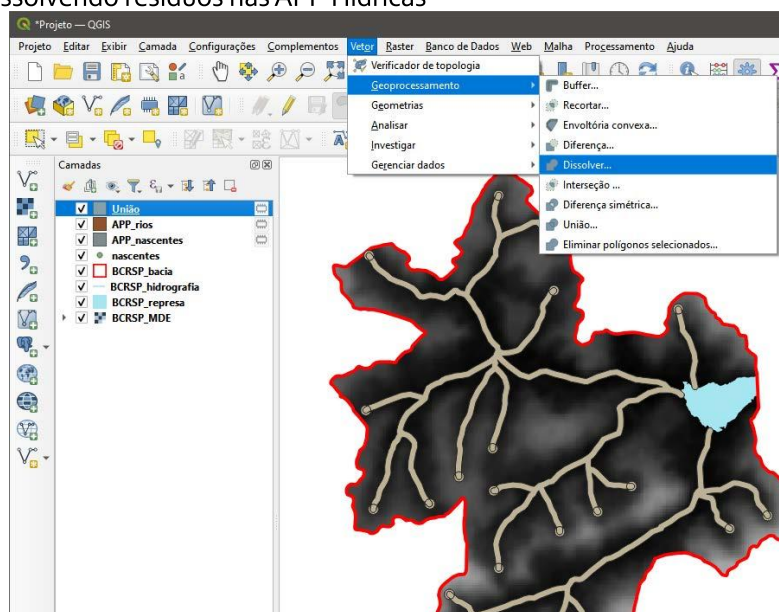 ssolvendo resíduos nas APP Hídricas
*Projeto — QGIS
Projeto Editar Exibir Camada Configurações Complementos Vetor Raster Banco de Dados Web Malha Processamento Ajuda
Verificador de topologia
Geoprocessamento
Geometrias
Analisar
Investigar
Gerenciar dados
Buffer...
Recortar...
Envoltória convexa...
Diferença...
Dissolver...
Interseção ...
Diferença simétrica...
União...
Eliminar polígonos selecionados...
Camadas
União
APP_rios
APP_nascentes
nascentes
BCRSP_bacia
BCRSP_hidrografia
BCRSP_represa
BCRSP_MDE